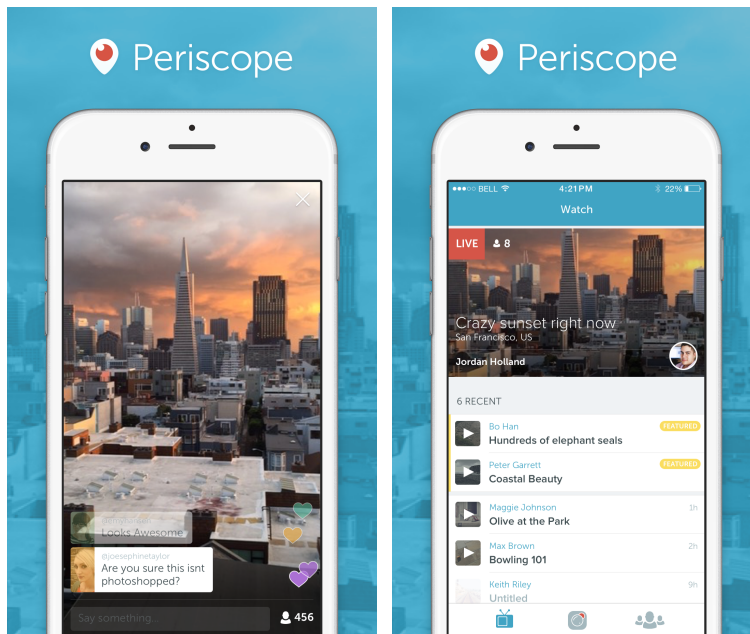 Periscope
Looks Awesome
@joesephinetaylor
Are you sure this isnt
photoshopped?
Say something...
456
Periscope
BELL
4:21PM
22%
Watch
LIVE
8
Crazy sunset right now
San Francisco, US
Jordan Holland
6 RECENT
Bo Han
FEATURED
Hundreds of elephant seals
Peter Garrett
FEATURED
Coastal Beauty
Maggie Johnson
1h
Olive at the Park
Max Brown
2h
Bowling 101
Keith Riley
9h
Untitled